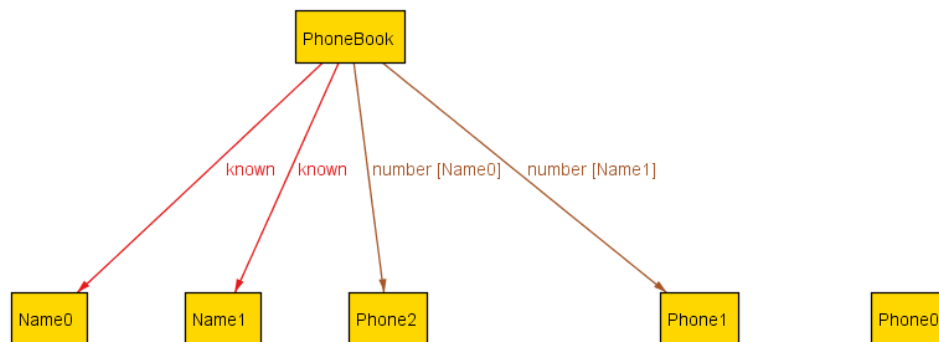 PhoneBook
known
known
number [Name0]
number [Name1]
Name0
Name1
Phone2
Phone1
Phone0